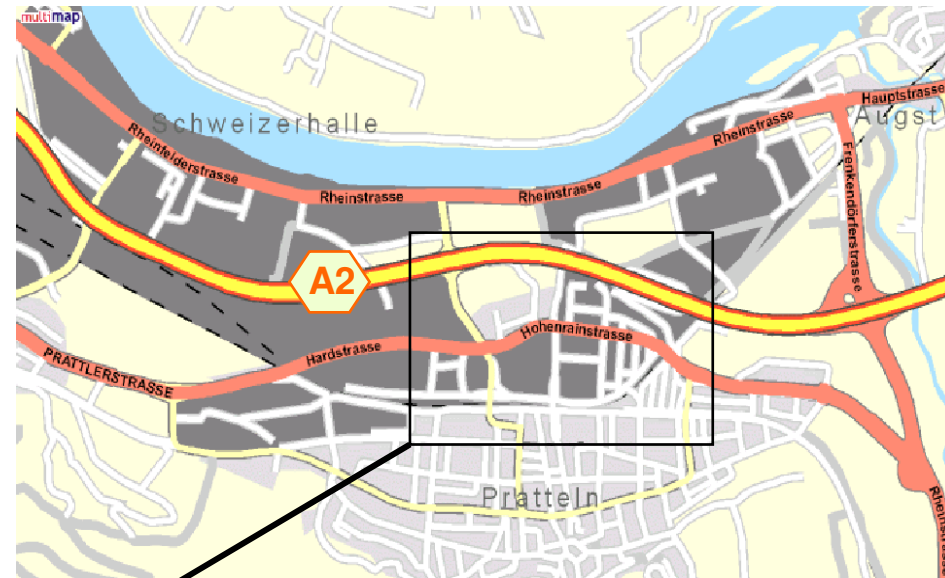 multimap
Schweizerhalle
Hauptstrasse
Augst
Rheinstrasse
Rheinfelderstrasse
Rheinstrasse
Rheinstrasse
Frenkendörferstrasse
A2
Hohenrainstrasse
Hardstrasse
PRATTLERSTRASSE
Pratteln
Rheinstrasse